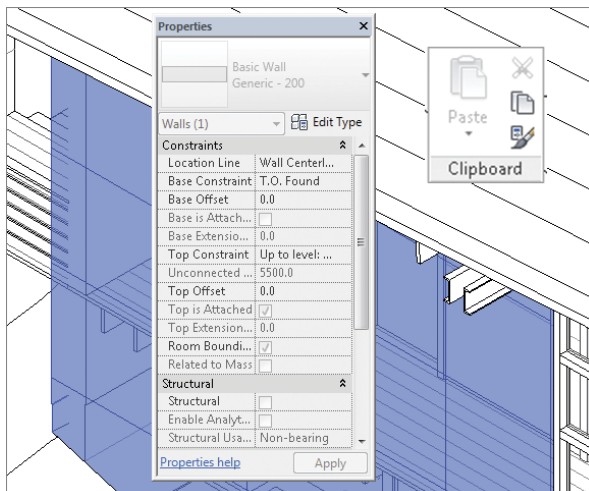 Properties
Basic Wall
Generic - 200
Walls (1) Edit Type
Constraints
Location Line Wall Centerl...
Base Constraint T.O. Found
Base Offset 0.0
Base is Attach...
Base Extensio... 0.0
Top Constraint Up to level: ...
Unconnected ... 5500.0
Top Offset 0.0
Top is Attached
Top Extension... 0.0
Room Boundi...
Related to Mass
Structural
Structural
Enable Analyt...
Structural Usa... Non-bearing
Properties help Apply
Paste
Clipboard